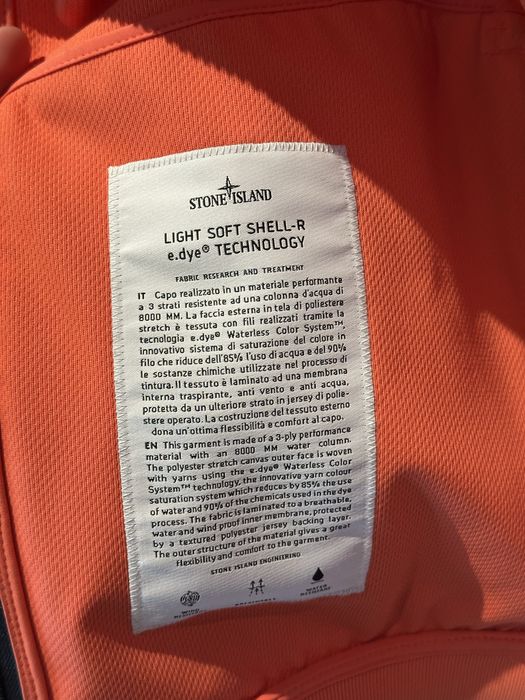 STONE ISLAND
LIGHT SOFT SHELL-R
e.dye® TECHNOLOGY
FABRIC RESEARCH AND TREATMENT
IT Capo realizzato in un materiale performante
a 3 strati resistente ad una colonna d'acqua di
8000 MM. La faccia esterna in tela di poliestere
stretch è tessuta con fili realizzati tramite la
tecnologia e.dye® Waterless Color System™,
innovativo sistema di saturazione del colore in
filo che riduce dell'85% l'uso di acqua e del 90%
le sostanze chimiche utilizzate nel processo di
tintura. Il tessuto è laminato ad una membrana
interna traspirante, anti vento e anti acqua,
protetta da un ulteriore strato in jersey di polie-
stere operato. La costruzione del tessuto esterno
dona un'ottima flessibilità e comfort al capo.
EN This garment is made of a 3-ply performance
material with an 8000 MM water column.
The polyester stretch canvas outer face is woven
with yarns using the e.dye® Waterless Color
System™ technology, the innovative yarn colour
saturation system which reduces by 85% the use
of water and 90% of the chemicals used in the dye
process. The fabric is laminated to a breathable,
water and wind proof inner membrane, protected
by a textured polyester jersey backing layer.
The outer structure of the material gives a great
flexibility and comfort to the garment.
STONE ISLAND ENGINEERING
WIND
WATER